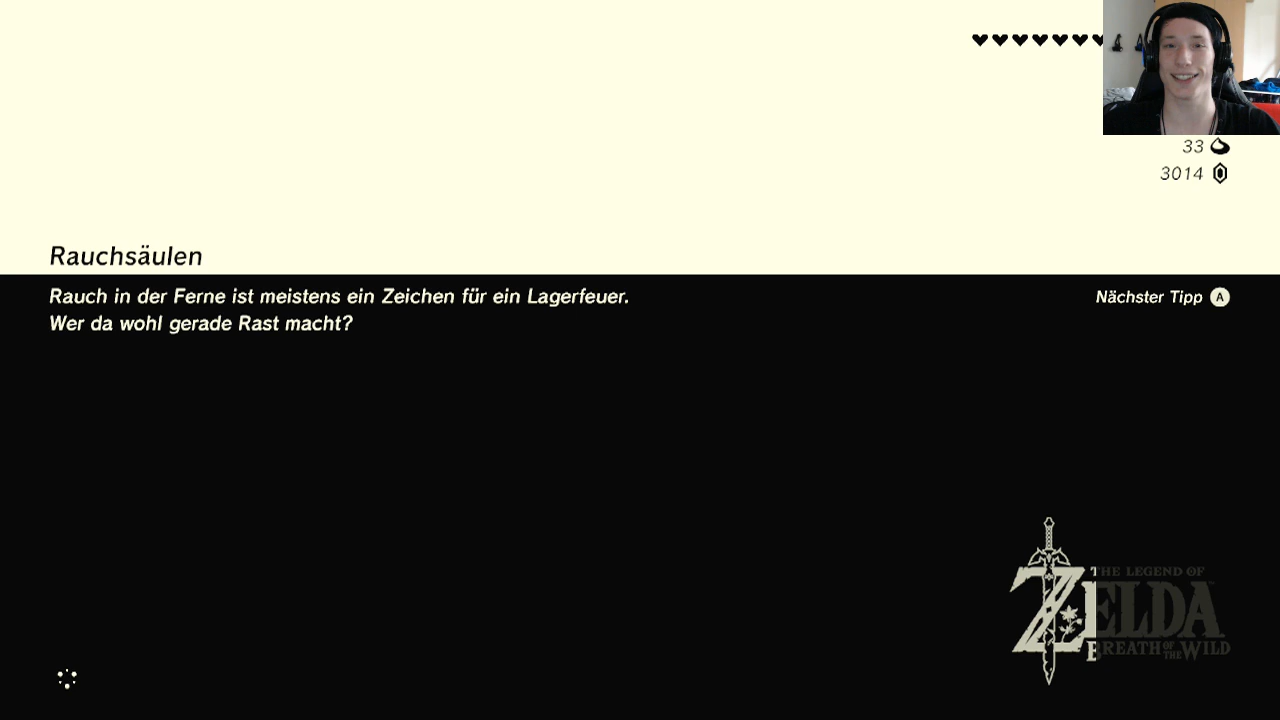 33
3014
Rauchsäulen
Rauch in der Ferne ist meistens ein Zeichen für ein Lagerfeuer.
Wer da wohl gerade Rast macht?
Nächster Tipp A
THE LEGEND OF
ZELDA
BREATH OF THE WILD